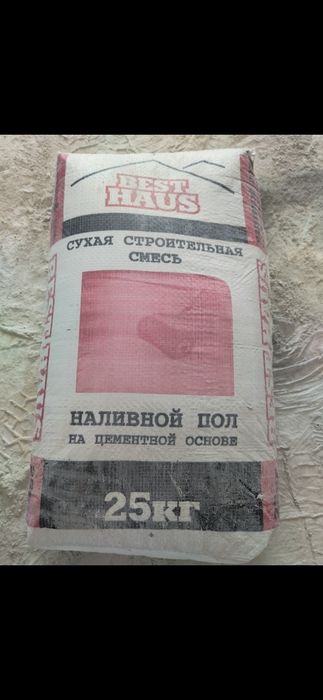 BEST
HAUS
СУХАЯ СТРОИТЕЛЬНАЯ
СМЕСЬ
НАЛИВНОЙ ПОЛ
НА ЦЕМЕНТНОЙ ОСНОВЕ
25кг